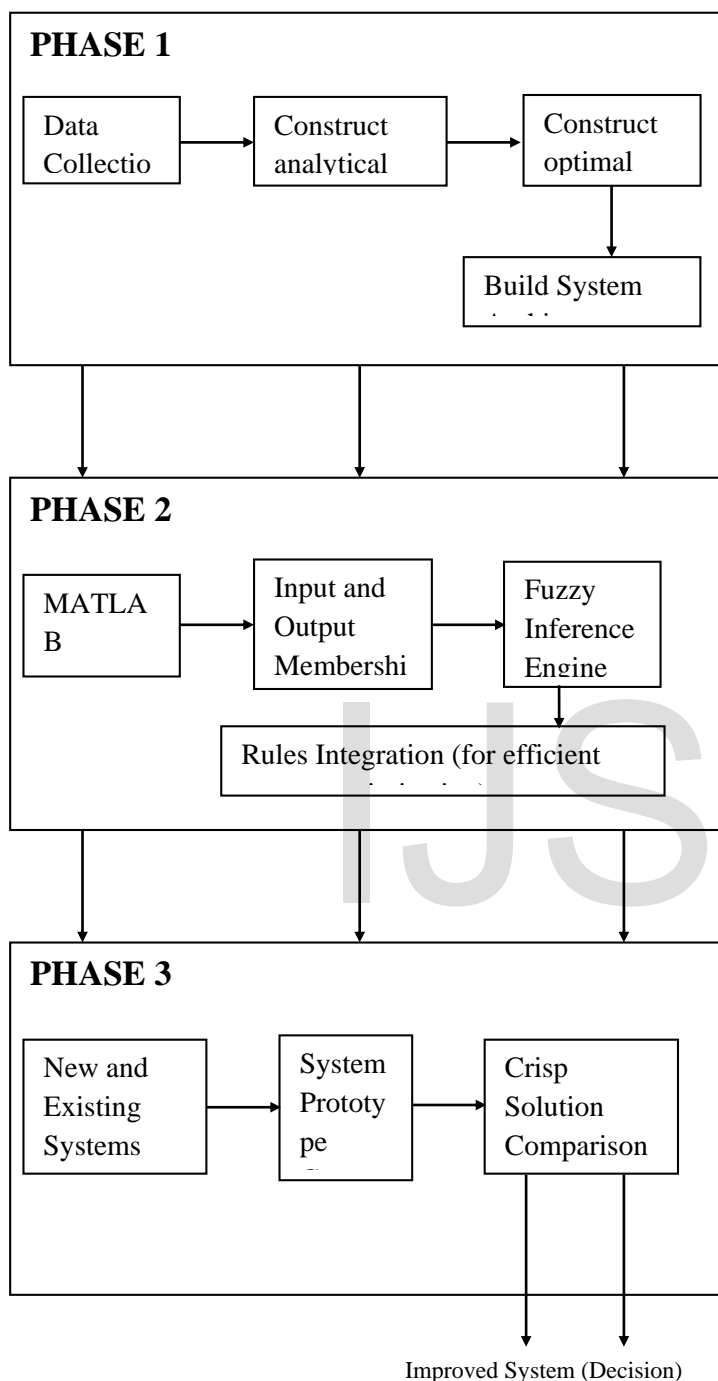 PHASE 1
Data
Collectio
Construct
analytical
Construct
optimal
Build System
PHASE 2
MATLA
B
Input and
Output
Membershi
Fuzzy
Inference
Engine
Rules Integration (for efficient
IJS
PHASE 3
New and
Existing
Systems
System
Prototy
pe
Crisp
Solution
Comparison
Improved System (Decision)